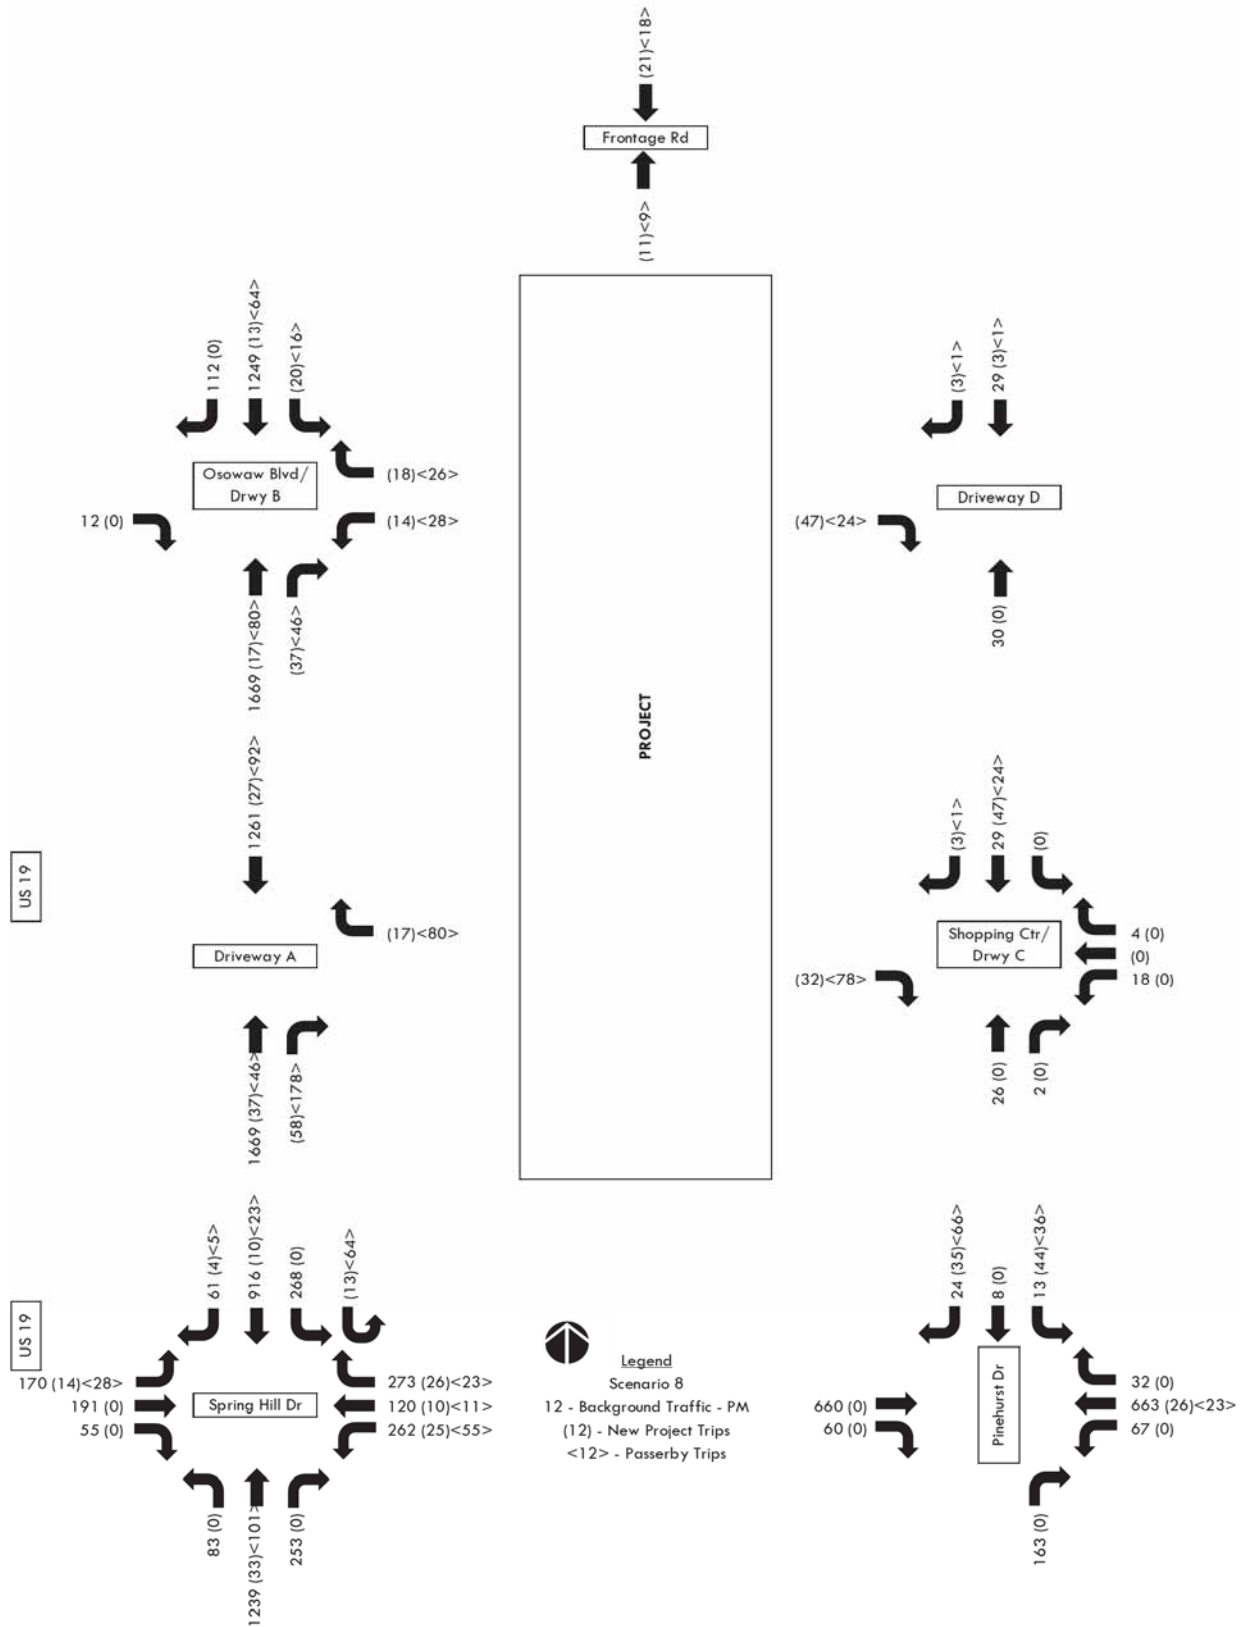 (21)<18>
Frontage Rd
(11)<9>
112 (0)
1249 (13)<64>
(20)<16>
Osowaw Blvd/
Drwy B
(18)<26>
(14)<28>
12 (0)
1669 (17)<80>
(37)<46>
(3)<1>
29 (3)<1>
Driveway D
(47)<24>
30 (0)
PROJECT
US 19
1261 (27)<92>
(17)<80>
Driveway A
1669 (37)<46>
(58)<178>
(3)<1>
29 (47)<24>
(0)
Shopping Ctr/
Drwy C
4 (0)
(0)
18 (0)
(32)<78>
26 (0)
2 (0)
US 19
61 (4)<5>
916 (10)<23>
268 (0)
(13)<64>
170 (14)<28>
191 (0)
55 (0)
Spring Hill Dr
273 (26)<23>
120 (10)<11>
262 (25)<55>
83 (0)
1239 (33)<101>
253 (0)
Legend
Scenario 8
12 - Background Traffic - PM
(12) - New Project Trips
<12> - Passerby Trips
24 (35)<66>
8 (0)
13 (44)<36>
660 (0)
60 (0)
Pinehurst Dr
32 (0)
663 (26)<23>
67 (0)
163 (0)